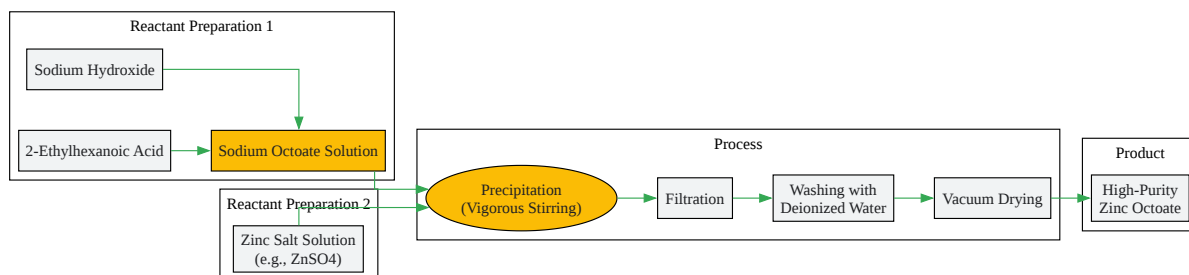 Reactant Preparation 1
Sodium Hydroxide
2-Ethylhexanoic Acid
Sodium Octoate Solution
Reactant Preparation 2
Zinc Salt Solution
(e.g., ZnSO4)
Process
Precipitation
(Vigorous Stirring)
Filtration
Washing with
Deionized Water
Vacuum Drying
Product
High-Purity
Zinc Octoate